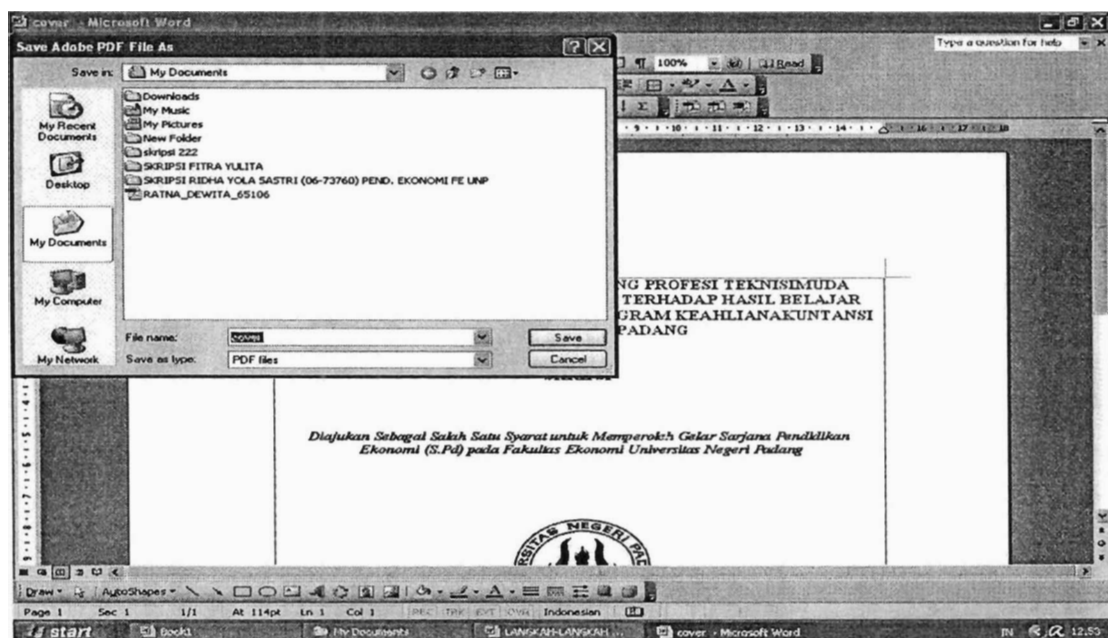 cover - Microsoft Word
Save Adobe PDF File As
Type a question for help
Save in:
My Documents
100%
Read
My Recent Documents
Desktop
My Documents
My Computer
My Network
Downloads
My Music
My Pictures
New Folder
skripsi 222
SKRIPSI FITRA YULITA
SKRIPSI RIDHA YOLA SASTRI (06-73760) PEND. EKONOMI FE UNP
RATNA_DEWITA_65106
File name:
cover
Save
Save as type:
PDF files
Cancel
NG PROFESI TEKNISIMUDA
TERHADAP HASIL BELAJAR
GRAM KEAHLIANAKUNTANSI
PADANG
Diajukan Sebagai Salah Satu Syarat untuk Memperoleh Gelar Sarjana Pendidikan
Ekonomi (S.Pd) pada Fakultas Ekonomi Universitas Negeri Padang
ERSITAS NEGERI PAD
Draw
AutoShapes
Page 1 Sec 1 1/1 At 114pt Ln 1 Col 1 REC TRK EXT OVR Indonesian
start
Book1
My Documents
LANGKAH-LANGKAH ...
cover - Microsoft Word
IN
12.53